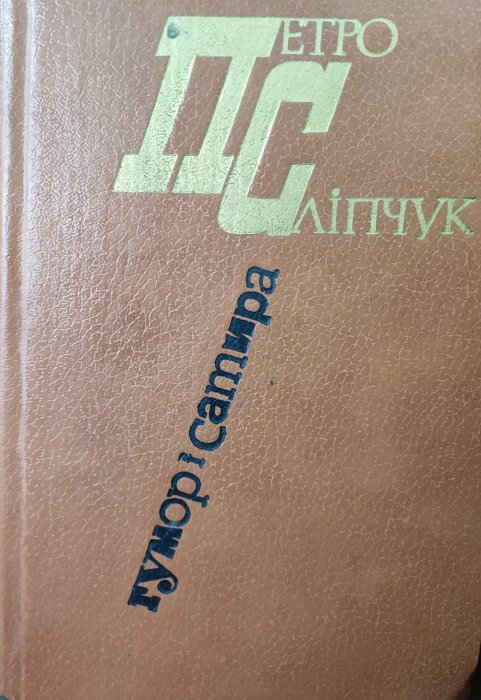 Петро
Сліпчук
гумор і сатира